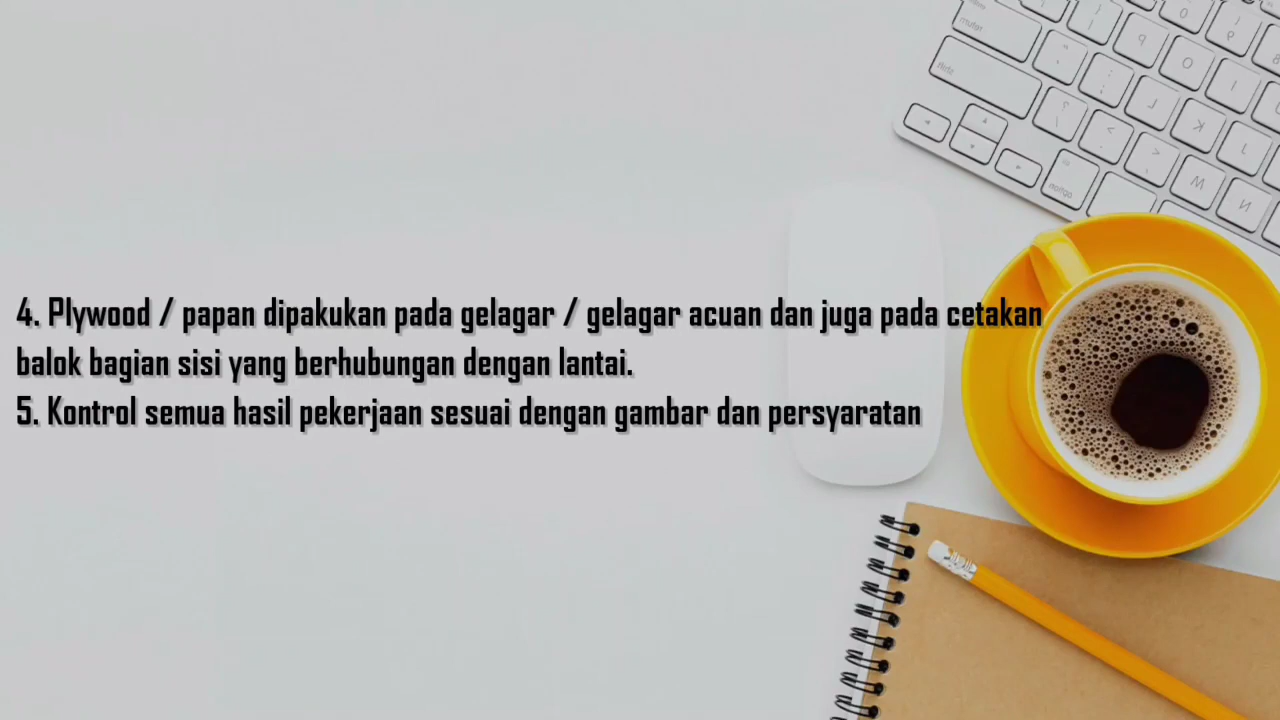 4. Plywood / papan dipakukan pada gelagar / gelagar acuan dan juga pada cetakan
balok bagian sisi yang berhubungan dengan lantai.
5. Kontrol semua hasil pekerjaan sesuai dengan gambar dan persyaratan